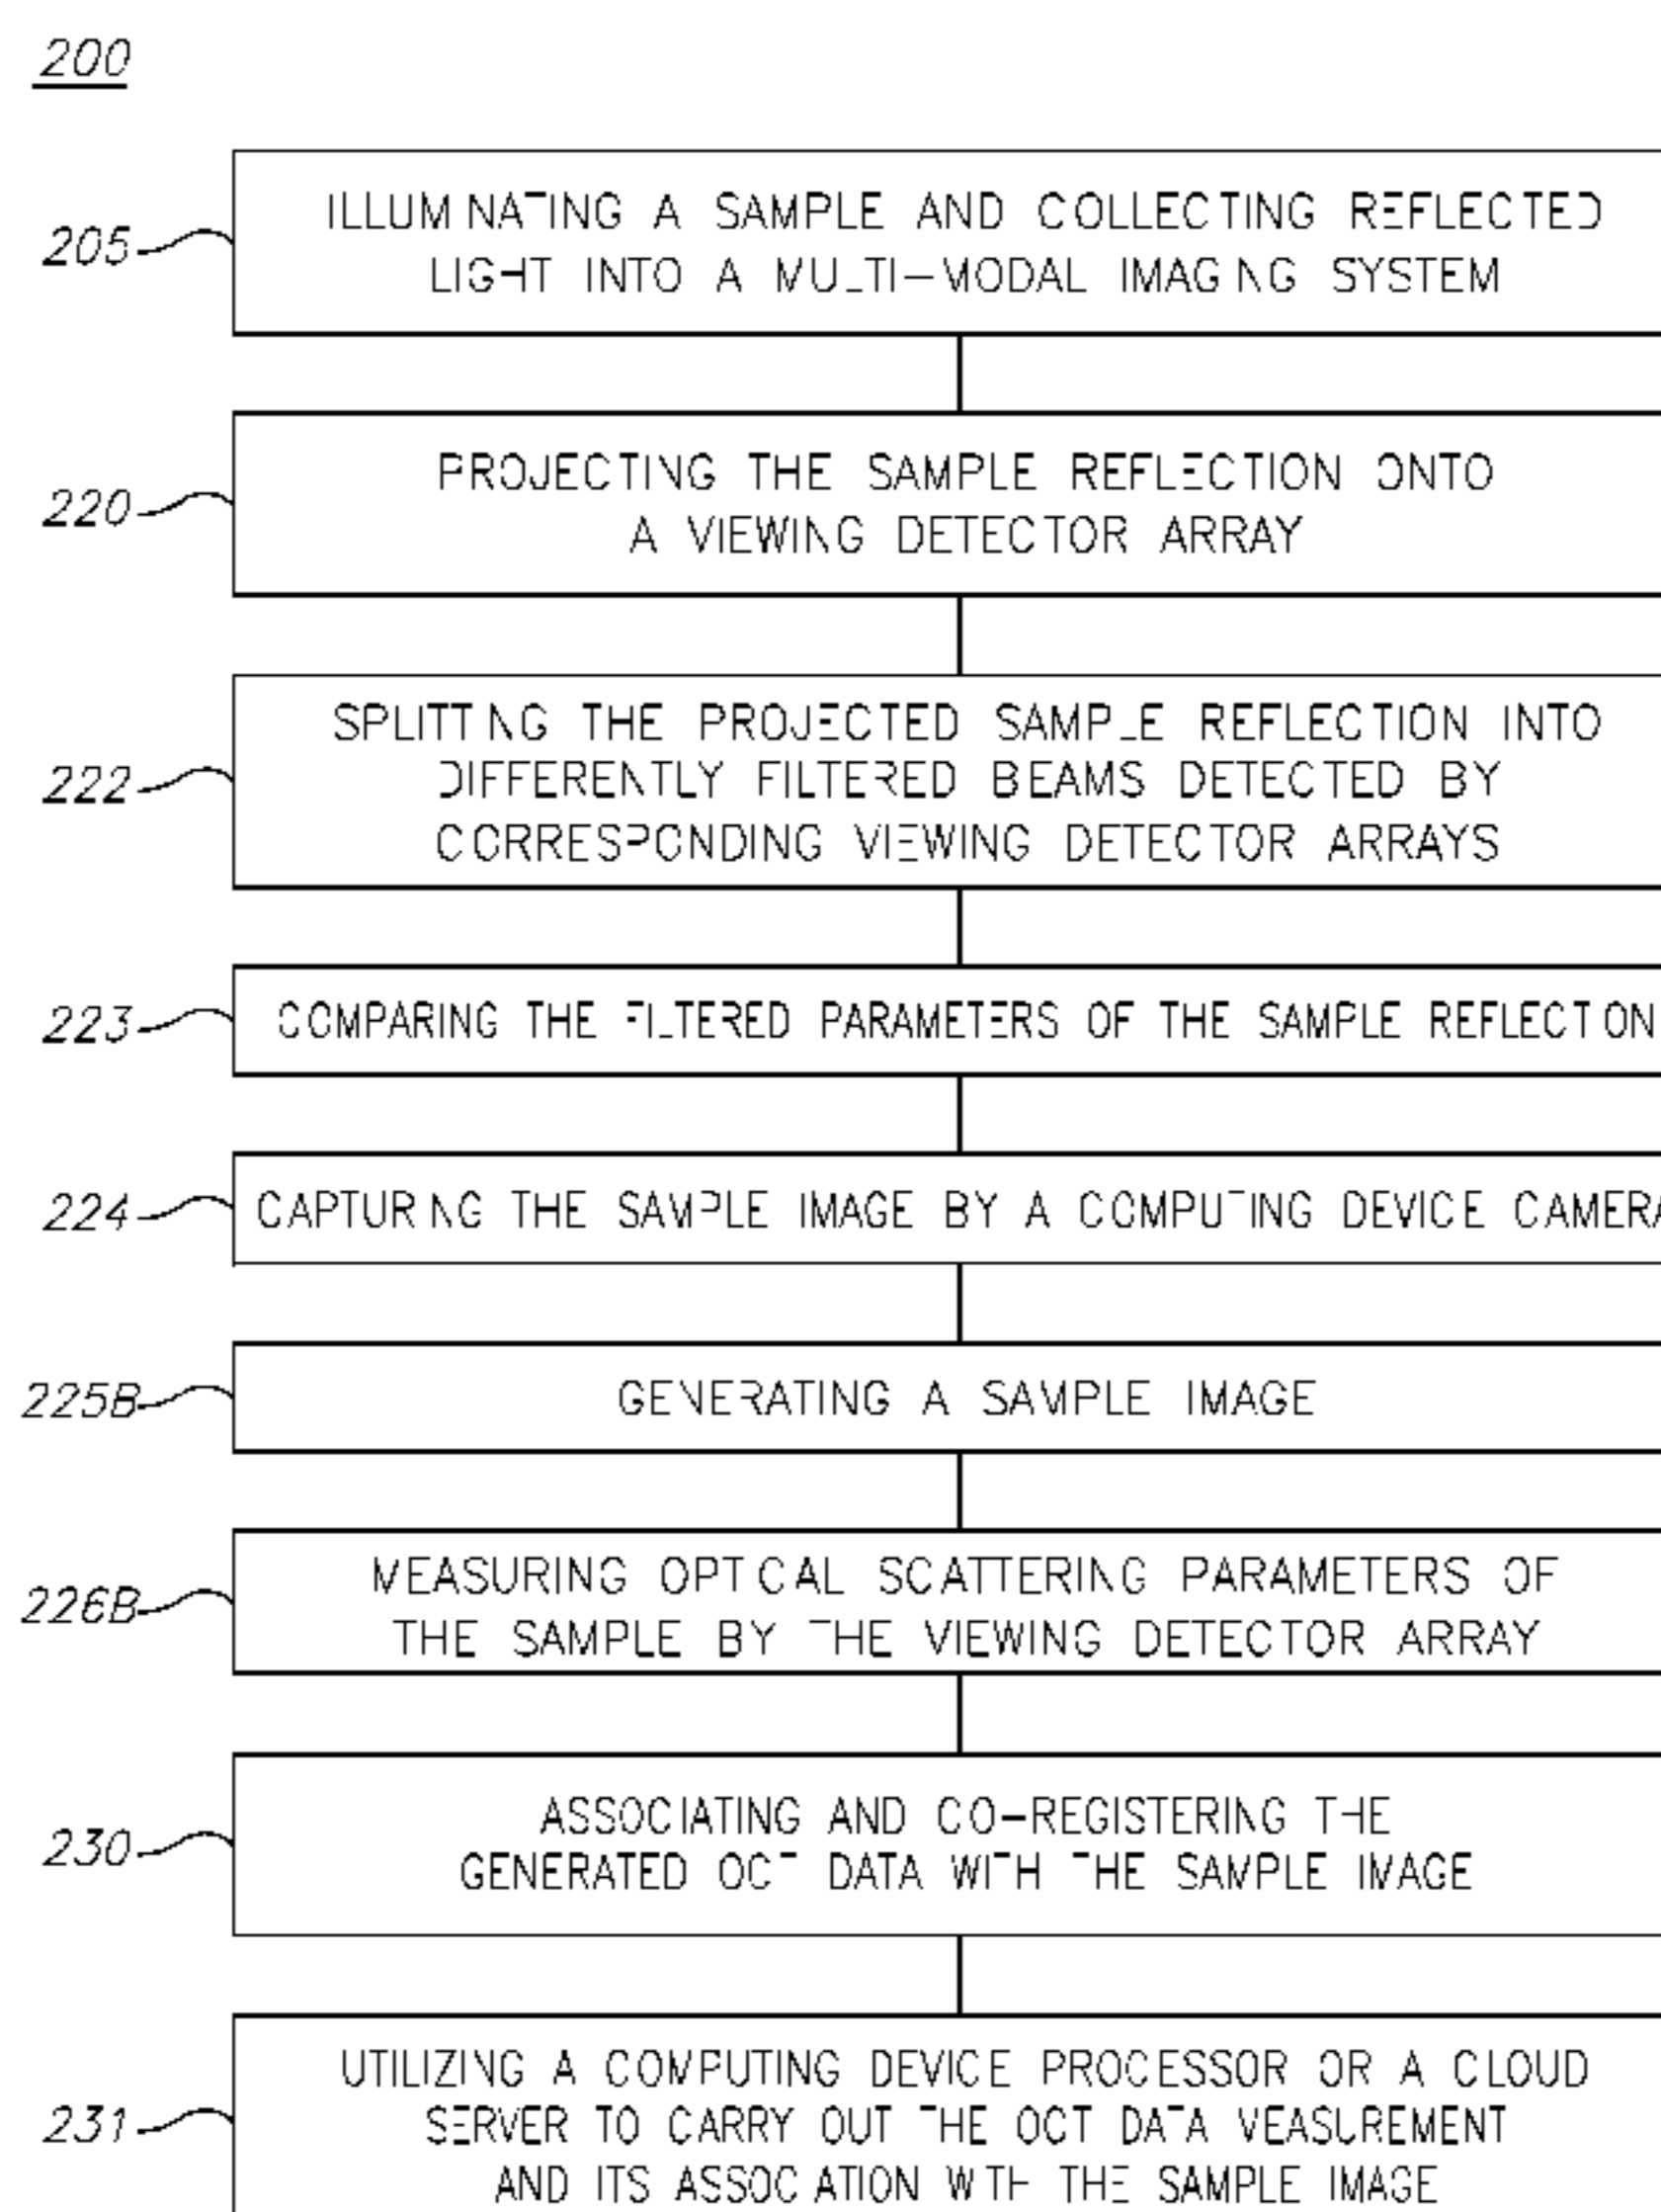 200
205
ILLUMINATING A SAMPLE AND COLLECTING REFLECTED
LIGHT INTO A MULTI-MODAL IMAGING SYSTEM
220
PROJECTING THE SAMPLE REFLECTION ONTO
A VIEWING DETECTOR ARRAY
222
SPLITTING THE PROJECTED SAMPLE REFLECTION INTO
DIFFERENTLY FILTERED BEAMS DETECTED BY
CORRESPONDING VIEWING DETECTOR ARRAYS
223
COMPARING THE FILTERED PARAMETERS OF THE SAMPLE REFLECTION
224
CAPTURING THE SAMPLE IMAGE BY A COMPUTING DEVICE CAMERA
225B
GENERATING A SAMPLE IMAGE
226B
MEASURING OPTICAL SCATTERING PARAMETERS OF
THE SAMPLE BY THE VIEWING DETECTOR ARRAY
230
ASSOCIATING AND CO-REGISTERING THE
GENERATED OCT DATA WITH THE SAMPLE IMAGE
231
UTILIZING A COMPUTING DEVICE PROCESSOR OR A CLOUD
SERVER TO CARRY OUT THE OCT DATA MEASUREMENT
AND ITS ASSOCIATION WITH THE SAMPLE IMAGE